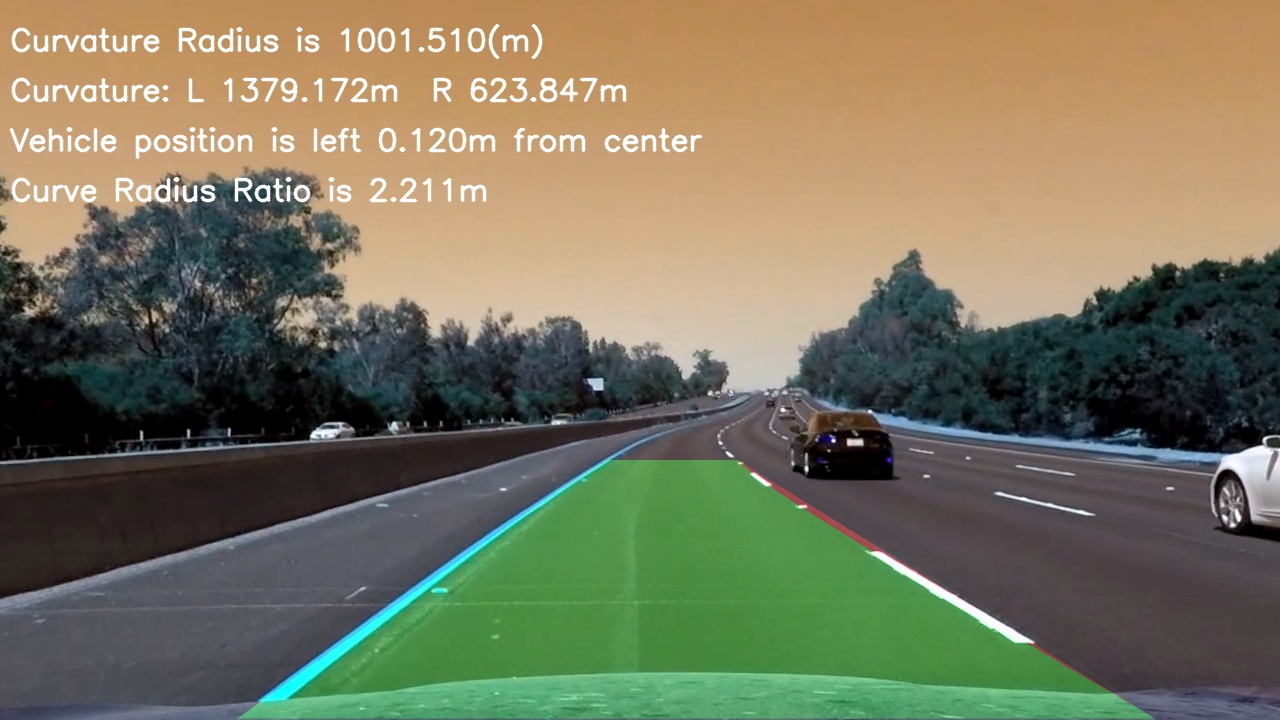 Curvature Radius is 1001.510(m)
Curvature: L 1379.172m R 623.847m
Vehicle position is left 0.120m from center
Curve Radius Ratio is 2.211m